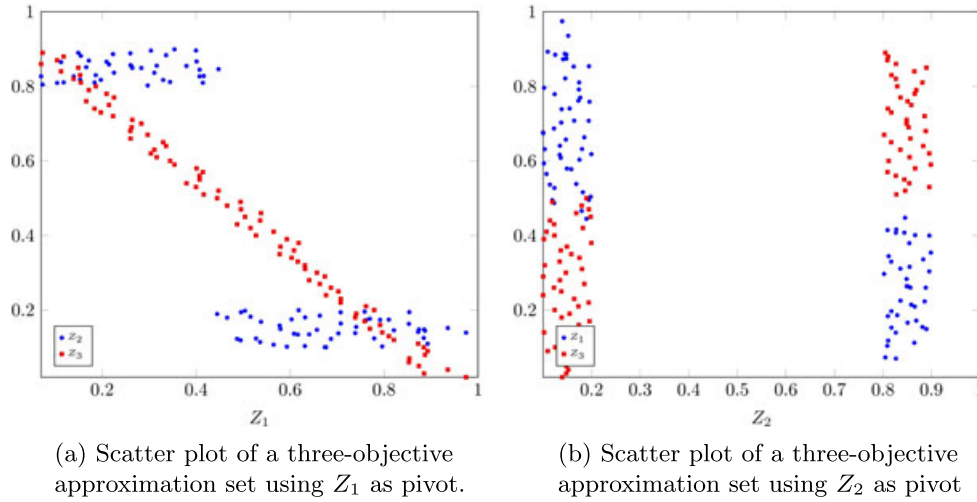 1
0.8
0.6
0.4
0.2
z2
z3
0.2 0.4 0.6 0.8 1
Z1
(a) Scatter plot of a three-objective
approximation set using Z1 as pivot.
1
0.8
0.6
0.4
0.2
z1
z3
0.1 0.2 0.3 0.4 0.5 0.6 0.7 0.8 0.9 1
Z2
(b) Scatter plot of a three-objective
approximation set using Z2 as pivot